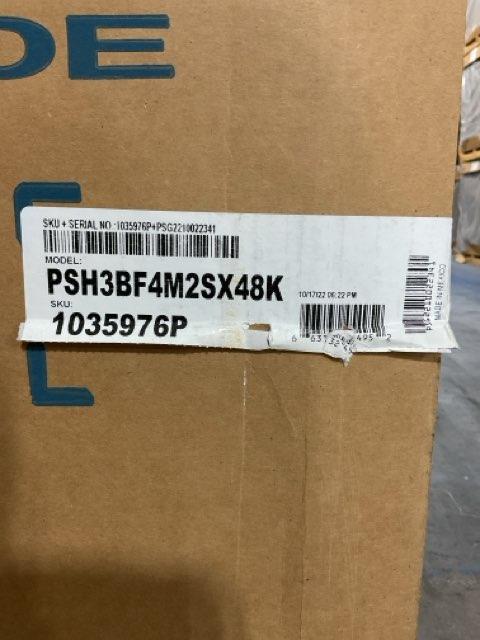 DE
SKU + SERIAL NO :1035976P+PSG2210022341
MODEL:
PSH3BF4M2SX48K
10/17/22 06:22 PM
SKU:
1035976P
MADE IN MEXICO